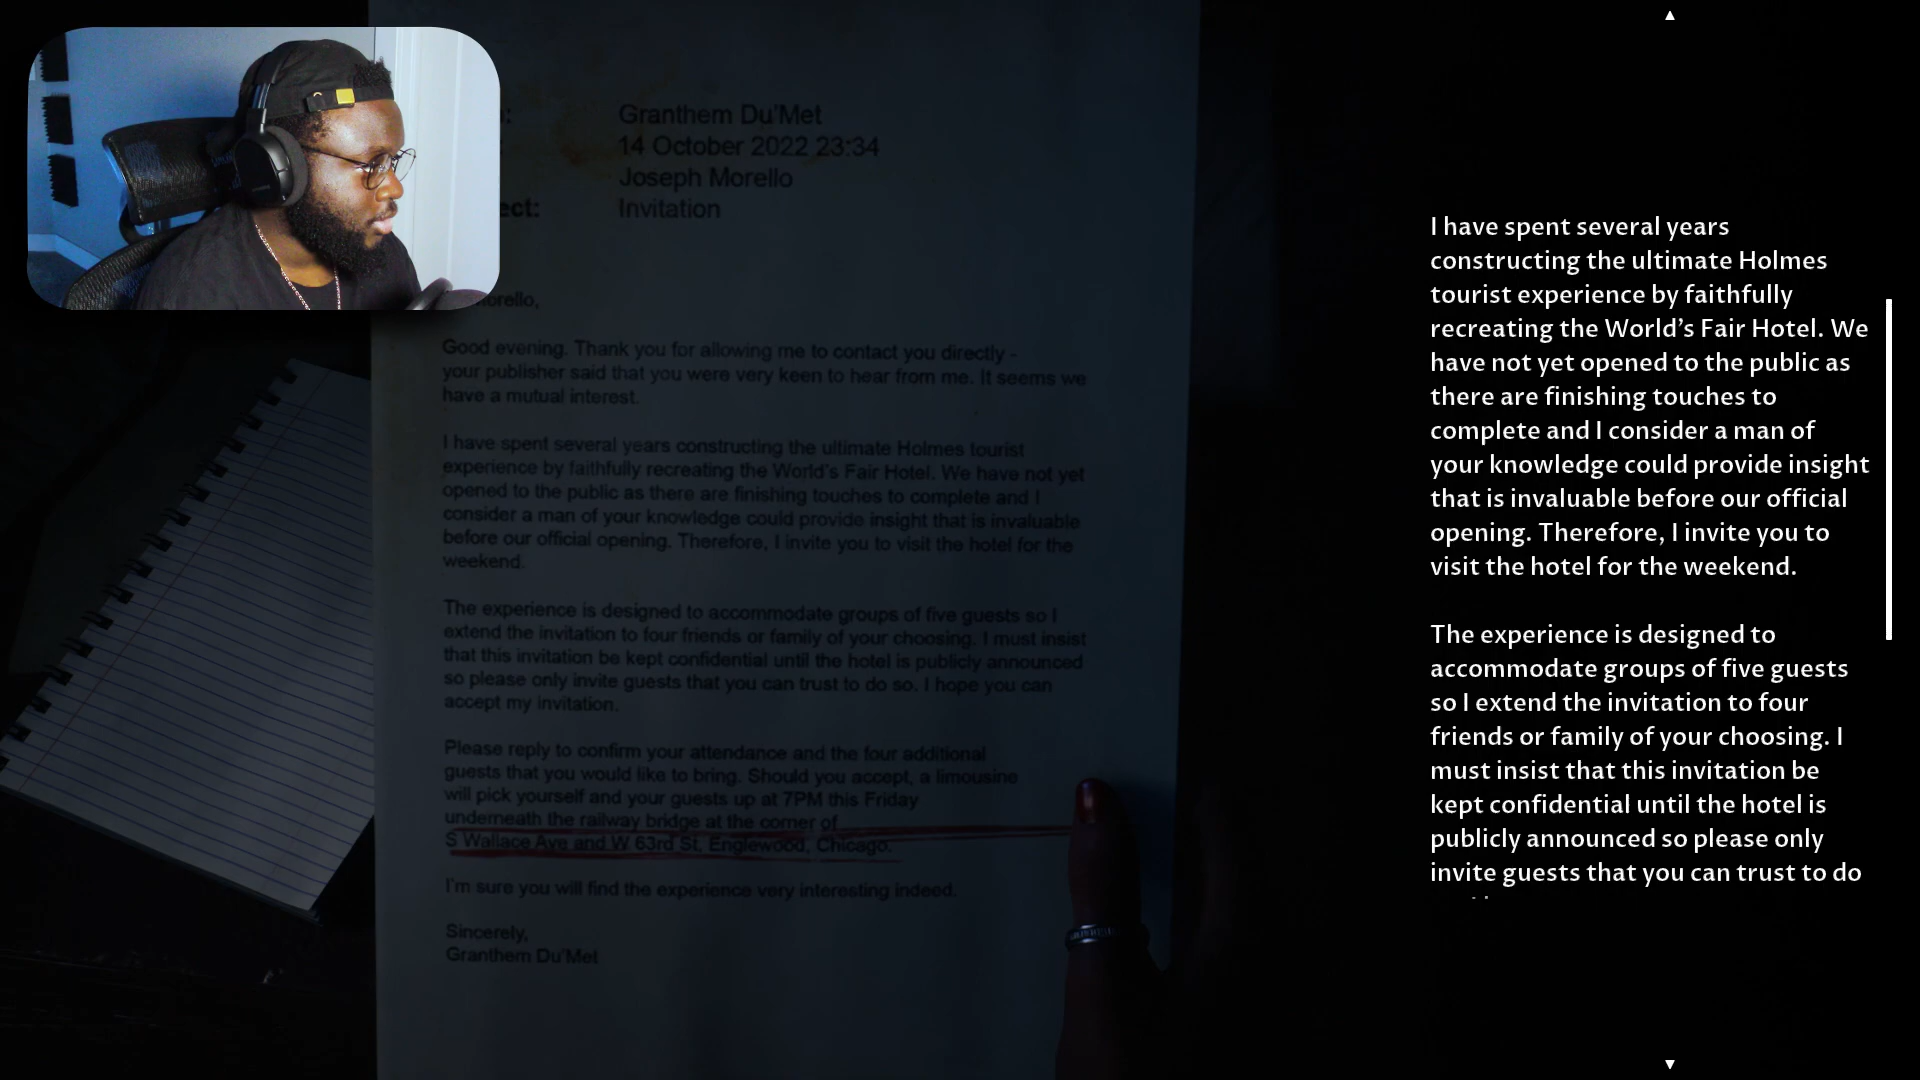 Granthem Du'Met
14 October 2022 23:34
Joseph Morello
ect: Invitation
orello,
Good evening. Thank you for allowing me to contact you directly -
your publisher said that you were very keen to hear from me. It seems we
have a mutual interest.
I have spent several years constructing the ultimate Holmes tourist
experience by faithfully recreating the World's Fair Hotel. We have not yet
opened to the public as there are finishing touches to complete and I
consider a man of your knowledge could provide insight that is invaluable
before our official opening. Therefore, I invite you to visit the hotel for the
weekend.
The experience is designed to accommodate groups of five guests so I
extend the invitation to four friends or family of your choosing. I must insist
that this invitation be kept confidential until the hotel is publicly announced
so please only invite guests that you can trust to do so. I hope you can
accept my invitation.
Please reply to confirm your attendance and the four additional
guests that you would like to bring. Should you accept, a limousine
will pick yourself and your guests up at 7PM this Friday
underneath the railway bridge at the corner of
S Wallace Ave and W 63rd St, Englewood, Chicago.
I'm sure you will find the experience very interesting indeed.
Sincerely,
Granthem Du'Met
I have spent several years
constructing the ultimate Holmes
tourist experience by faithfully
recreating the World's Fair Hotel. We
have not yet opened to the public as
there are finishing touches to
complete and I consider a man of
your knowledge could provide insight
that is invaluable before our official
opening. Therefore, I invite you to
visit the hotel for the weekend.
The experience is designed to
accommodate groups of five guests
so I extend the invitation to four
friends or family of your choosing. I
must insist that this invitation be
kept confidential until the hotel is
publicly announced so please only
invite guests that you can trust to do